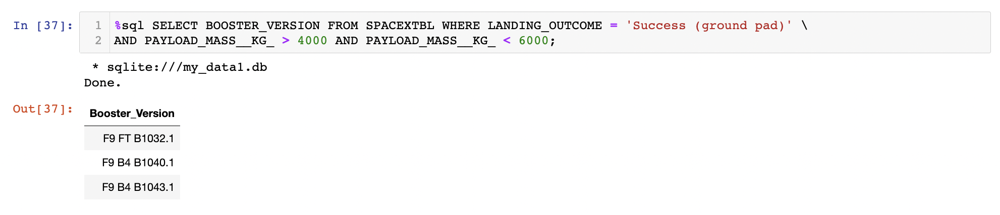 In [37]:
1 %sql SELECT BOOSTER_VERSION FROM SPACEXTBL WHERE LANDING_OUTCOME = 'Success (ground pad)' \
2 AND PAYLOAD_MASS__KG_ > 4000 AND PAYLOAD_MASS__KG_ < 6000;
* sqlite:///my_data1.db
Done.
Out[37]:
Booster_Version
F9 FT B1032.1
F9 B4 B1040.1
F9 B4 B1043.1